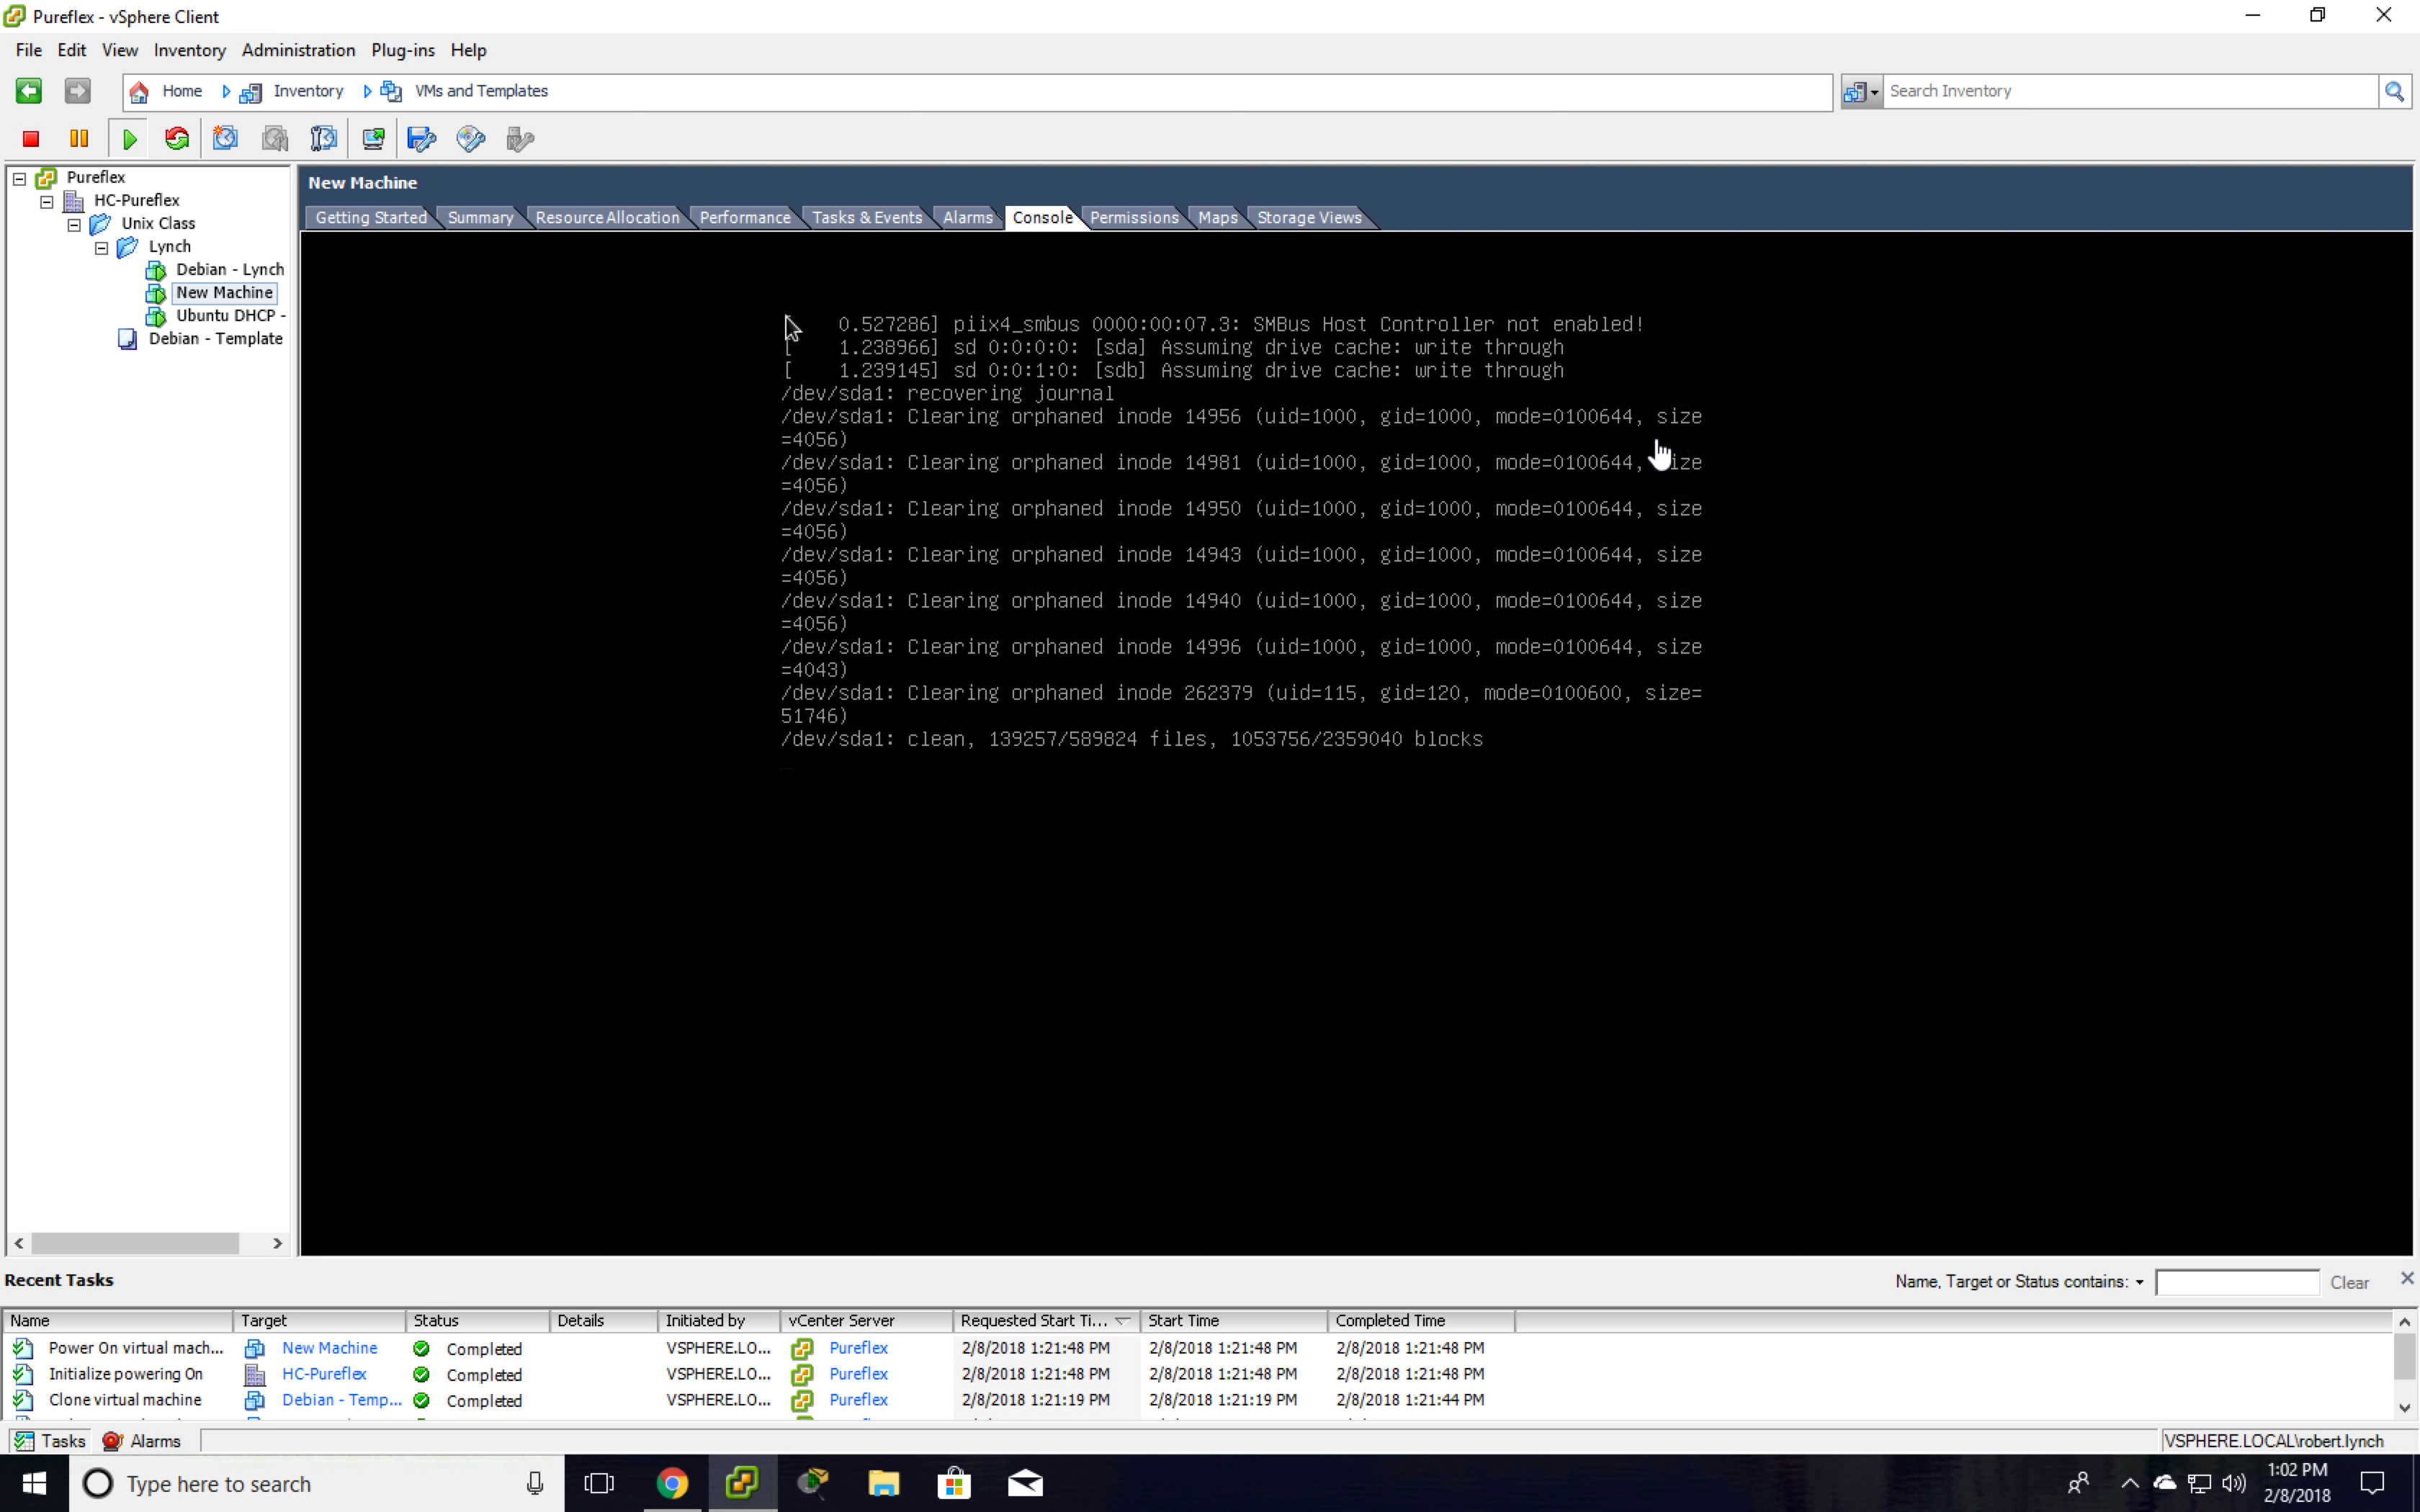 Pureflex - vSphere Client
File Edit View Inventory Administration Plug-ins Help
Home Inventory VMs and Templates
Search Inventory
Pureflex
HC-Pureflex
Unix Class
Lynch
Debian - Lynch
New Machine
Ubuntu DHCP -
Debian - Template
New Machine
Getting Started Summary Resource Allocation Performance Tasks & Events Alarms Console Permissions Maps Storage Views
0.527286] piix4_smbus 0000:00:07.3: SMBus Host Controller not enabled!
[ 1.238966] sd 0:0:0:0: [sda] Assuming drive cache: write through
[ 1.239145] sd 0:0:1:0: [sdb] Assuming drive cache: write through
/dev/sda1: recovering journal
/dev/sda1: Clearing orphaned inode 14956 (uid=1000, gid=1000, mode=0100644, size
=4056)
/dev/sda1: Clearing orphaned inode 14981 (uid=1000, gid=1000, mode=0100644, size
=4056)
/dev/sda1: Clearing orphaned inode 14950 (uid=1000, gid=1000, mode=0100644, size
=4056)
/dev/sda1: Clearing orphaned inode 14943 (uid=1000, gid=1000, mode=0100644, size
=4056)
/dev/sda1: Clearing orphaned inode 14940 (uid=1000, gid=1000, mode=0100644, size
=4056)
/dev/sda1: Clearing orphaned inode 14996 (uid=1000, gid=1000, mode=0100644, size
=4043)
/dev/sda1: Clearing orphaned inode 262379 (uid=115, gid=120, mode=0100600, size=
51746)
/dev/sda1: clean, 139257/589824 files, 1053756/2359040 blocks
Recent Tasks
Name, Target or Status contains: Clear
Name Target Status Details Initiated by vCenter Server Requested Start Ti... Start Time Completed Time
Power On virtual mach... New Machine Completed VSPHERE.LO... Pureflex 2/8/2018 1:21:48 PM 2/8/2018 1:21:48 PM 2/8/2018 1:21:48 PM
Initialize powering On HC-Pureflex Completed VSPHERE.LO... Pureflex 2/8/2018 1:21:48 PM 2/8/2018 1:21:48 PM 2/8/2018 1:21:48 PM
Clone virtual machine Debian - Temp... Completed VSPHERE.LO... Pureflex 2/8/2018 1:21:19 PM 2/8/2018 1:21:19 PM 2/8/2018 1:21:44 PM
Tasks Alarms
VSPHERE.LOCAL\robert.lynch
Type here to search
1:02 PM
2/8/2018